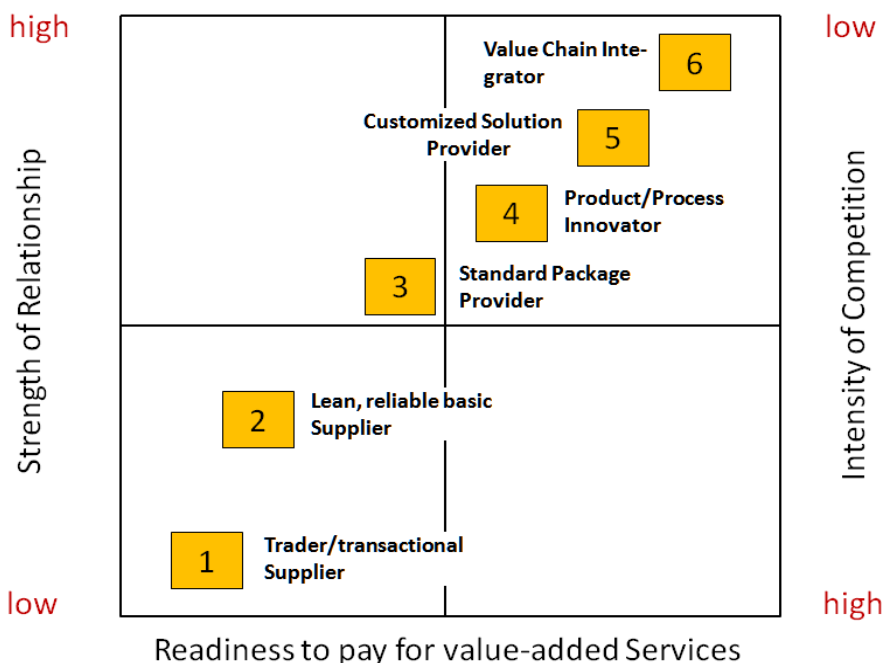 high
low
Value Chain Inte-
grator
6
Customized Solution
Provider
5
4
Product/Process
Innovator
3
Standard Package
Provider
Strength of Relationship
Intensity of Competition
2
Lean, reliable basic
Supplier
1
Trader/transactional
Supplier
low
high
Readiness to pay for value-added Services